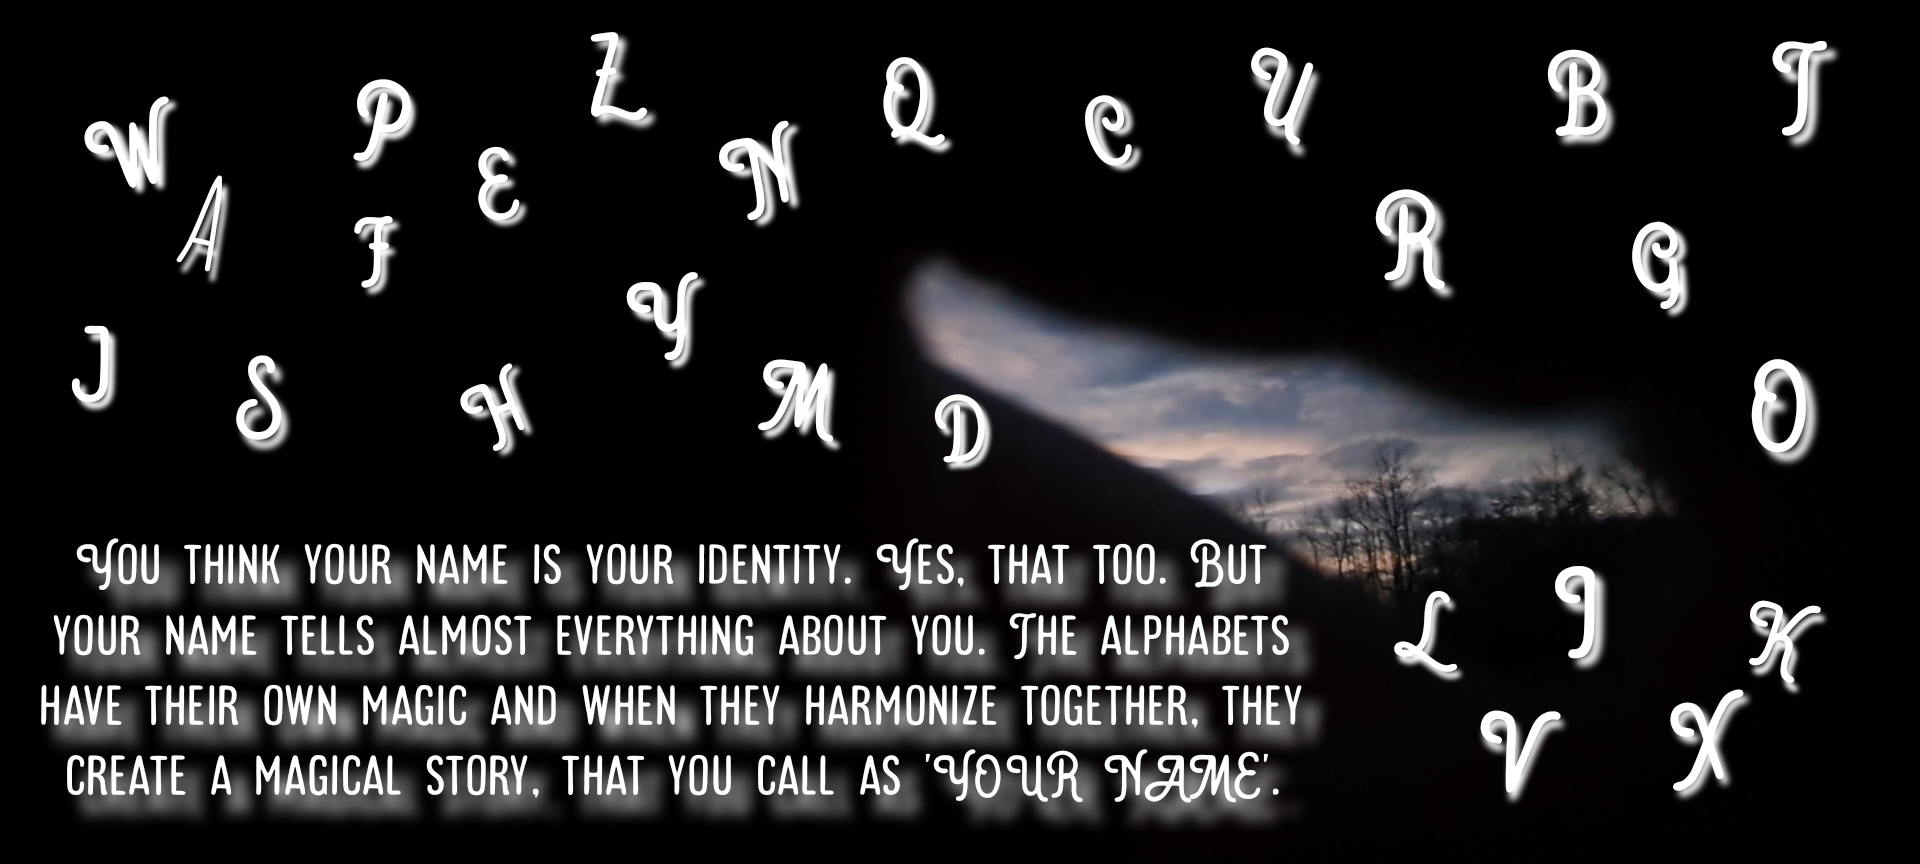 Z
Q
U
B
T
W
P
C
E
N
A
F
R
G
Y
J
S
H
M
D
O
You think your name is your identity. Yes, that too. But
your name tells almost everything about you. The alphabets
have their own magic and when they harmonize together, they
create a magical story, that you call as 'YOUR NAME'.
L
I
K
V
X